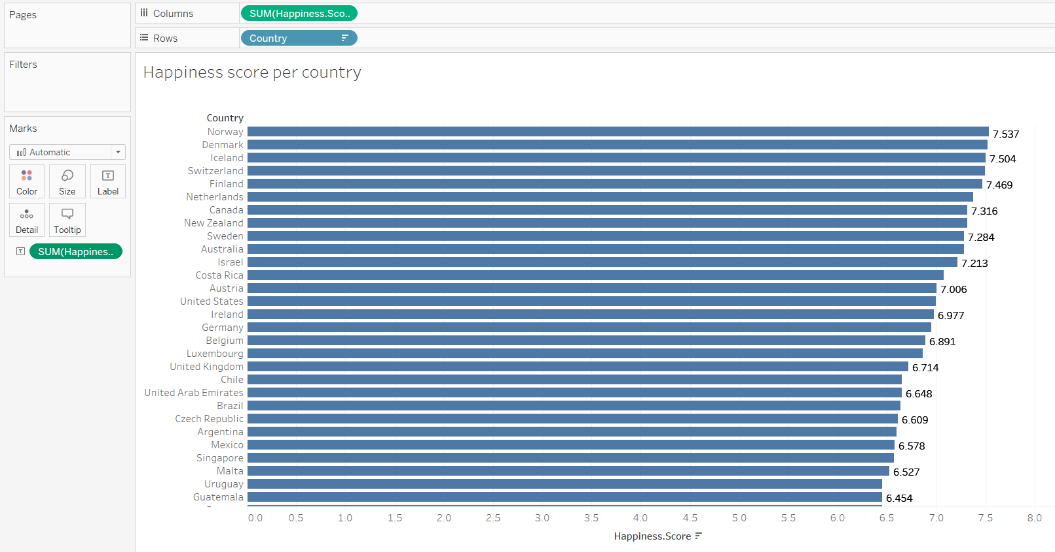 Pages
Columns
SUM(Happiness.Sco..
Rows
Country
Filters
Marks
Automatic
Color
Size
Label
Detail
Tooltip
SUM(Happines..
Happiness score per country
Country
Norway 7.537
Denmark
Iceland 7.504
Switzerland
Finland 7.469
Netherlands
Canada 7.316
New Zealand
Sweden 7.284
Australia
Israel 7.213
Costa Rica
Austria 7.006
United States
Ireland 6.977
Germany
Belgium 6.891
Luxembourg
United Kingdom 6.714
Chile
United Arab Emirates 6.648
Brazil
Czech Republic 6.609
Argentina
Mexico 6.578
Singapore
Malta 6.527
Uruguay
Guatemala 6.454
0.0 0.5 1.0 1.5 2.0 2.5 3.0 3.5 4.0 4.5 5.0 5.5 6.0 6.5 7.0 7.5 8.0
Happiness.Score